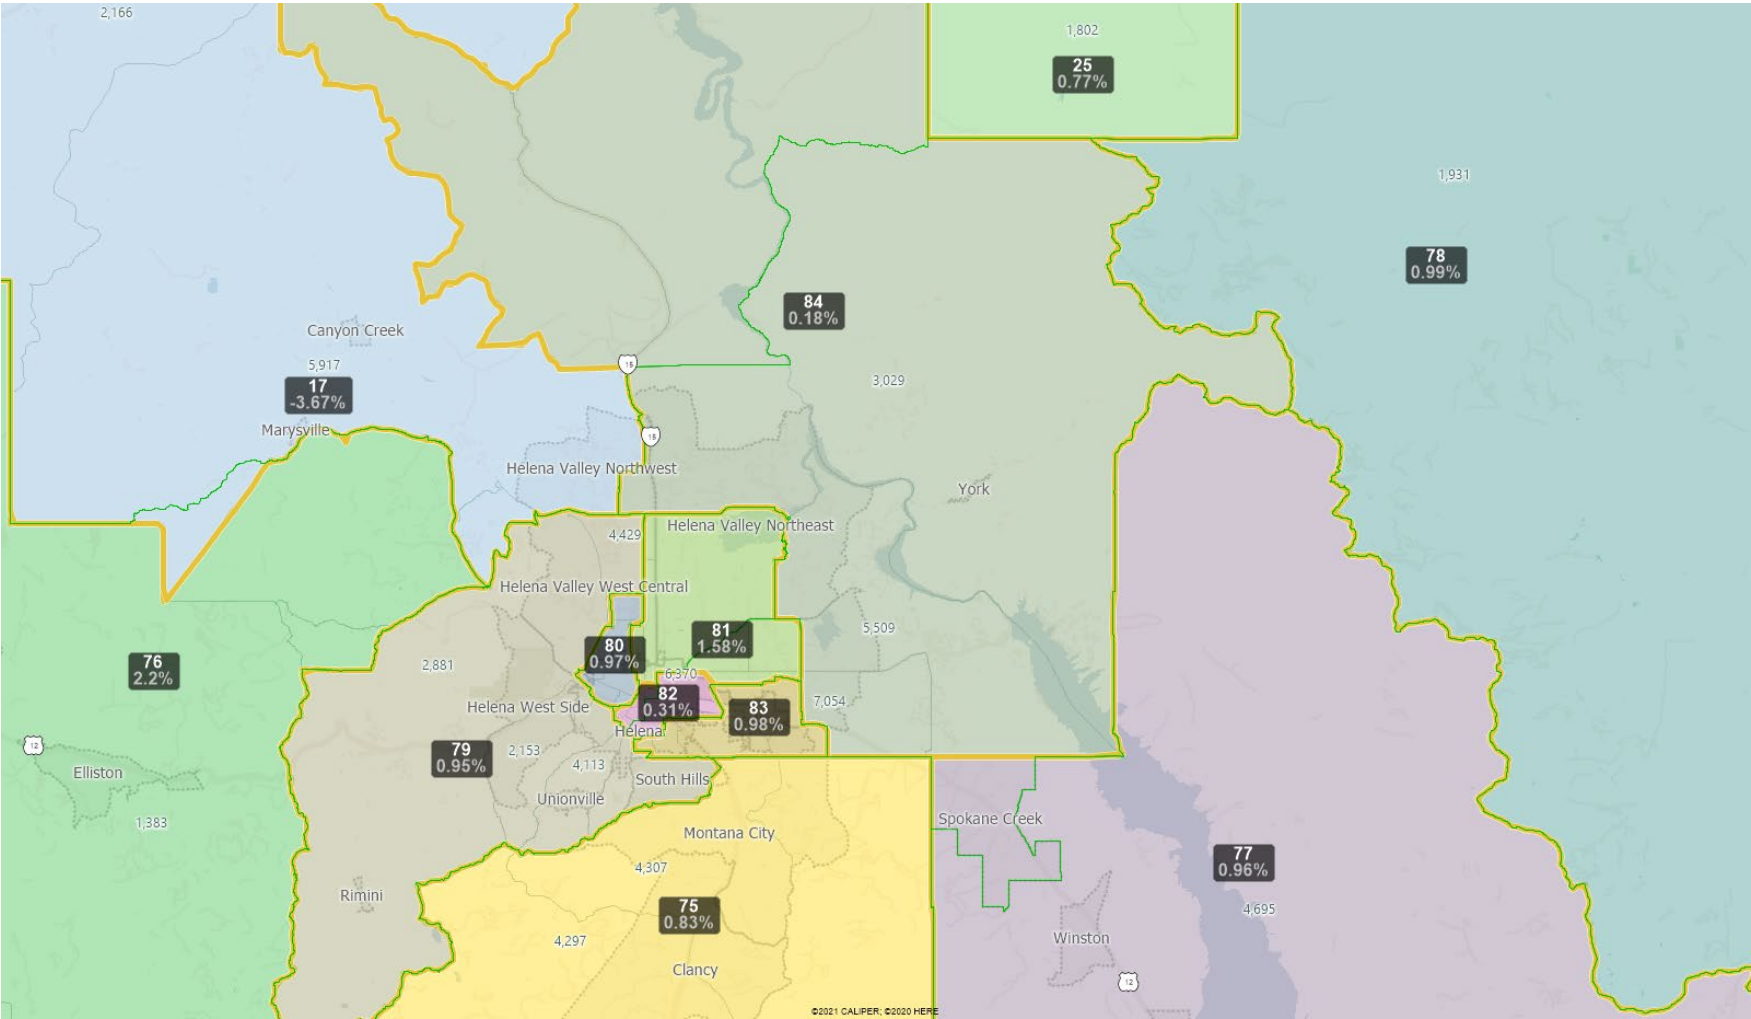 2,166
1,802
25
0.77%
1,931
78
0.99%
84
0.18%
Canyon Creek
5,917
17
-3.67%
15
3,029
Marysville
15
Helena Valley Northwest
York
Helena Valley Northeast
4,429
Helena Valley West Central
5,509
81
1.58%
80
0.97%
76
2.2%
2,881
6,370
82
0.31%
7,054
83
0.98%
Helena West Side
Helena
12
79
0.95%
2,153
4,113
Elliston
South Hills
Unionville
1,383
Spokane Creek
Montana City
77
0.96%
4,307
Rimini
75
0.83%
4,695
4,297
Winston
Clancy
12
©2021 CALIPER; ©2020 HERE